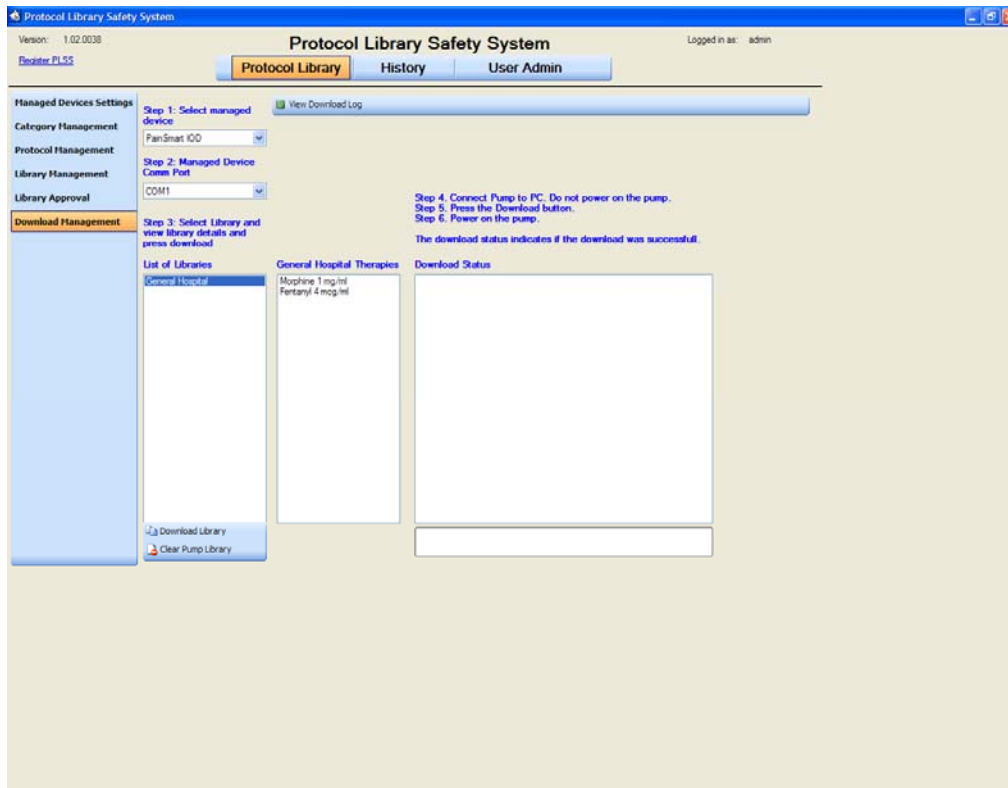 Protocol Library Safety System
Version: 1.02.0038
Protocol Library Safety System
Logged in as: admin
Register PLSS
Protocol Library
History
User Admin
Managed Devices Settings
Category Management
Protocol Management
Library Management
Library Approval
Download Management
Step 1: Select managed
device
PainSmart IOD
Step 2: Managed Device
Comm Port
COM1
Step 3: Select Library and
view library details and
press download
View Download Log
Step 4. Connect Pump to PC. Do not power on the pump.
Step 5. Press the Download button.
Step 6. Power on the pump.
The download status indicates if the download was successfull.
List of Libraries
General Hospital
General Hospital Therapies
Morphine 1 mg/ml
Fentanyl 4 mcg/ml
Download Status
Download Library
Clear Pump Library